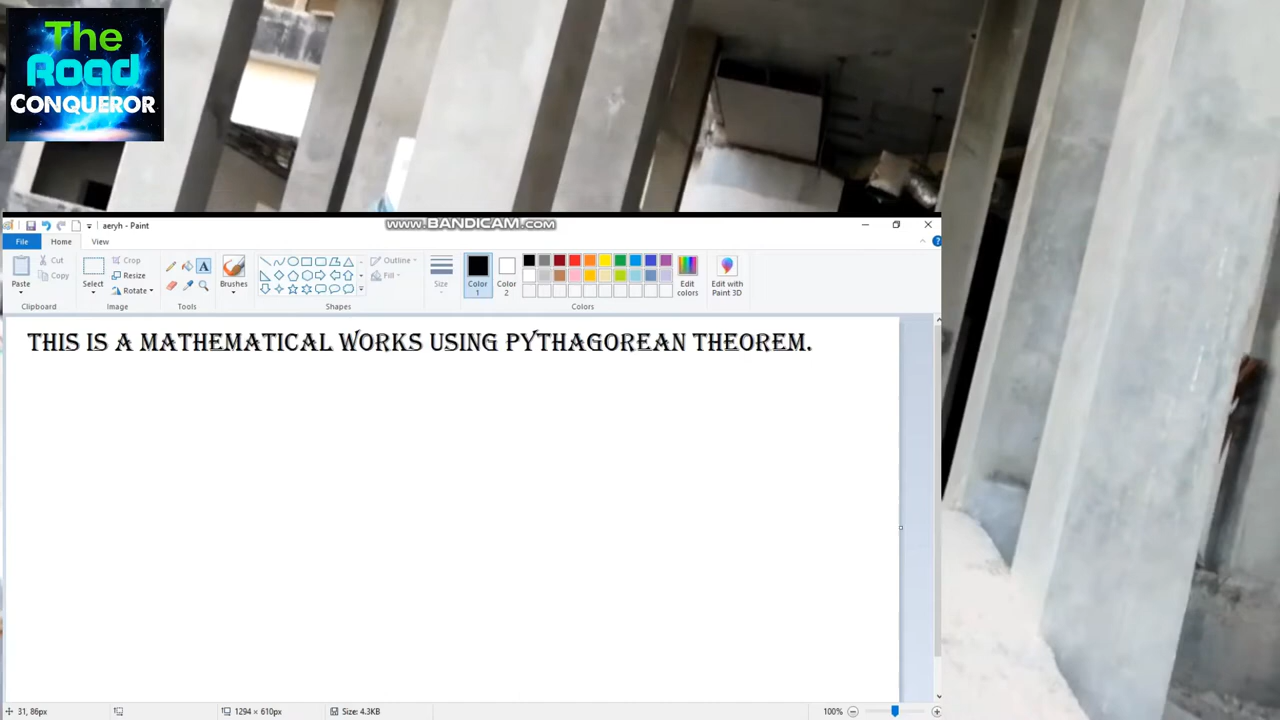 The
Road
CONQUEROR
aeryh - Paint
WWW.BANDICAM.COM
File
Home
View
Paste
Cut
Copy
Clipboard
Select
Crop
Resize
Rotate
Image
A
Tools
Brushes
Outline
Fill
Shapes
Size
Color
1
Color
2
Edit
colors
Colors
Edit with
Paint 3D
THIS IS A MATHEMATICAL WORKS USING PYTHAGOREAN THEOREM.
31, 86px
1294 × 610px
Size: 4.3KB
100%